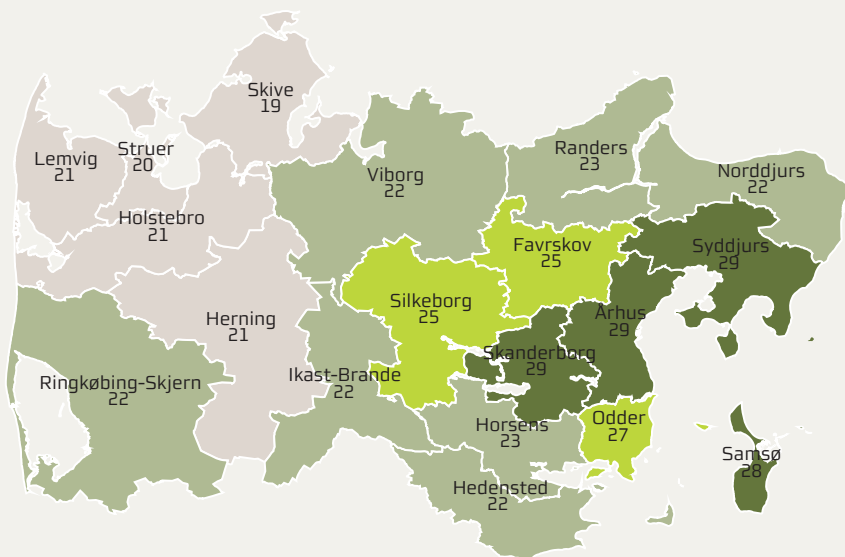 Skive
19
Struer
20
Lemvig
21
Holstebro
21
Viborg
22
Randers
23
Norddjurs
22
Favrskov
25
Syddjurs
29
Silkeborg
25
Herning
21
Århus
29
Skanderborg
29
Ringkøbing-Skjern
22
Ikast-Brande
22
Horsens
23
Odder
27
Samsø
28
Hedensted
22